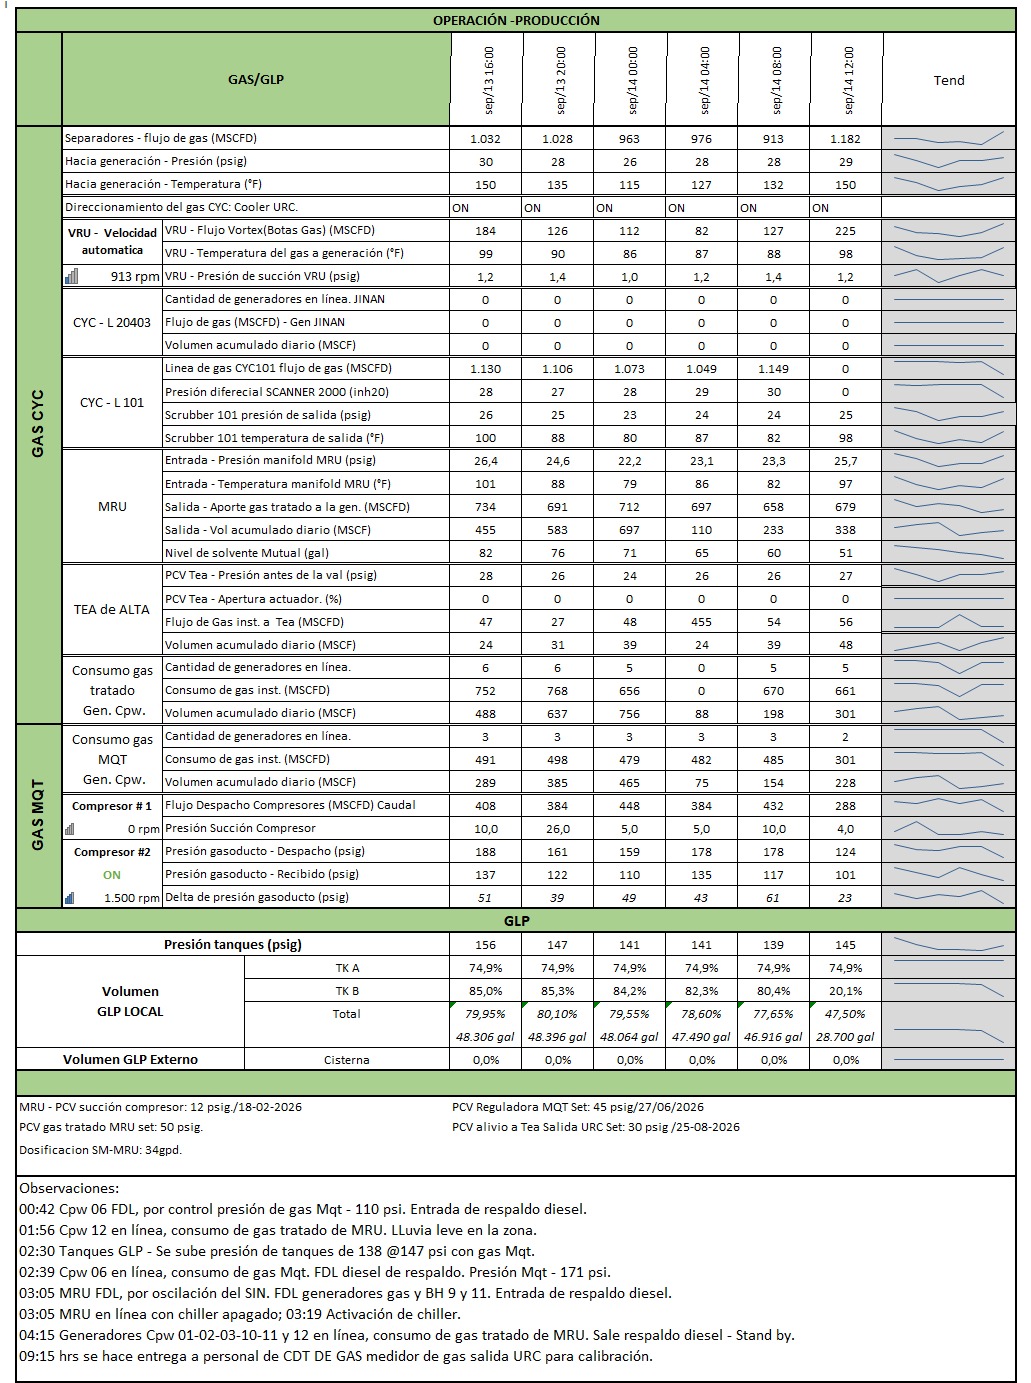 OPERACIÓN -PRODUCCIÓN
GAS/GLP sep/13 16:00 sep/13 20:00 sep/14 00:00 sep/14 04:00 sep/14 08:00 sep/14 12:00 Tend
GAS CYC
Separadores - flujo de gas (MSCFD) 1.032 1.028 963 976 913 1.182
Hacia generación - Presión (psig) 30 28 26 28 28 29
Hacia generación - Temperatura (°F) 150 135 115 127 132 150
Direccionamiento del gas CYC: Cooler URC. ON ON ON ON ON ON
VRU - Velocidad automatica
913 rpm
VRU - Flujo Vortex(Botas Gas) (MSCFD) 184 126 112 82 127 225
VRU - Temperatura del gas a generación (°F) 99 90 86 87 88 98
VRU - Presión de succión VRU (psig) 1,2 1,4 1,0 1,2 1,4 1,2
CYC - L 20403
Cantidad de generadores en línea. JINAN 0 0 0 0 0 0
Flujo de gas (MSCFD) - Gen JINAN 0 0 0 0 0 0
Volumen acumulado diario (MSCF) 0 0 0 0 0 0
CYC - L 101
Linea de gas CYC101 flujo de gas (MSCFD) 1.130 1.106 1.073 1.049 1.149 0
Presión diferecial SCANNER 2000 (inh20) 28 27 28 29 30 0
Scrubber 101 presión de salida (psig) 26 25 23 24 24 25
Scrubber 101 temperatura de salida (°F) 100 88 80 87 82 98
MRU
Entrada - Presión manifold MRU (psig) 26,4 24,6 22,2 23,1 23,3 25,7
Entrada - Temperatura manifold MRU (°F) 101 88 79 86 82 97
Salida - Aporte gas tratado a la gen. (MSCFD) 734 691 712 697 658 679
Salida - Vol acumulado diario (MSCF) 455 583 697 110 233 338
Nivel de solvente Mutual (gal) 82 76 71 65 60 51
TEA de ALTA
PCV Tea - Presión antes de la val (psig) 28 26 24 26 26 27
PCV Tea - Apertura actuador. (%) 0 0 0 0 0 0
Flujo de Gas inst. a Tea (MSCFD) 47 27 48 455 54 56
Volumen acumulado diario (MSCF) 24 31 39 24 39 48
Consumo gas tratado Gen. Cpw.
Cantidad de generadores en línea. 6 6 5 0 5 5
Consumo de gas inst. (MSCFD) 752 768 656 0 670 661
Volumen acumulado diario (MSCF) 488 637 756 88 198 301
GAS MQT
Consumo gas MQT Gen. Cpw.
Cantidad de generadores en línea. 3 3 3 3 3 2
Consumo de gas inst. (MSCFD) 491 498 479 482 485 301
Volumen acumulado diario (MSCF) 289 385 465 75 154 228
Compresor # 1
0 rpm
Flujo Despacho Compresores (MSCFD) Caudal 408 384 448 384 432 288
Presión Succión Compresor 10,0 26,0 5,0 5,0 10,0 4,0
Compresor #2
ON
1.500 rpm
Presión gasoducto - Despacho (psig) 188 161 159 178 178 124
Presión gasoducto - Recibido (psig) 137 122 110 135 117 101
Delta de presión gasoducto (psig) 51 39 49 43 61 23
GLP
Presión tanques (psig) 156 147 141 141 139 145
Volumen GLP LOCAL
TK A 74,9% 74,9% 74,9% 74,9% 74,9% 74,9%
TK B 85,0% 85,3% 84,2% 82,3% 80,4% 20,1%
Total 79,95% 80,10% 79,55% 78,60% 77,65% 47,50%
48.306 gal 48.396 gal 48.064 gal 47.490 gal 46.916 gal 28.700 gal
Volumen GLP Externo Cisterna 0,0% 0,0% 0,0% 0,0% 0,0% 0,0%
MRU - PCV succión compresor: 12 psig./18-02-2026 PCV Reguladora MQT Set: 45 psig/27/06/2026
PCV gas tratado MRU set: 50 psig. PCV alivio a Tea Salida URC Set: 30 psig /25-08-2026
Dosificacion SM-MRU: 34gpd.
Observaciones:
00:42 Cpw 06 FDL, por control presión de gas Mqt - 110 psi. Entrada de respaldo diesel.
01:56 Cpw 12 en línea, consumo de gas tratado de MRU. LLuvia leve en la zona.
02:30 Tanques GLP - Se sube presión de tanques de 138 @147 psi con gas Mqt.
02:39 Cpw 06 en línea, consumo de gas Mqt. FDL diesel de respaldo. Presión Mqt - 171 psi.
03:05 MRU FDL, por oscilación del SIN. FDL generadores gas y BH 9 y 11. Entrada de respaldo diesel.
03:05 MRU en línea con chiller apagado; 03:19 Activación de chiller.
04:15 Generadores Cpw 01-02-03-10-11 y 12 en línea, consumo de gas tratado de MRU. Sale respaldo diesel - Stand by.
09:15 hrs se hace entrega a personal de CDT DE GAS medidor de gas salida URC para calibración.